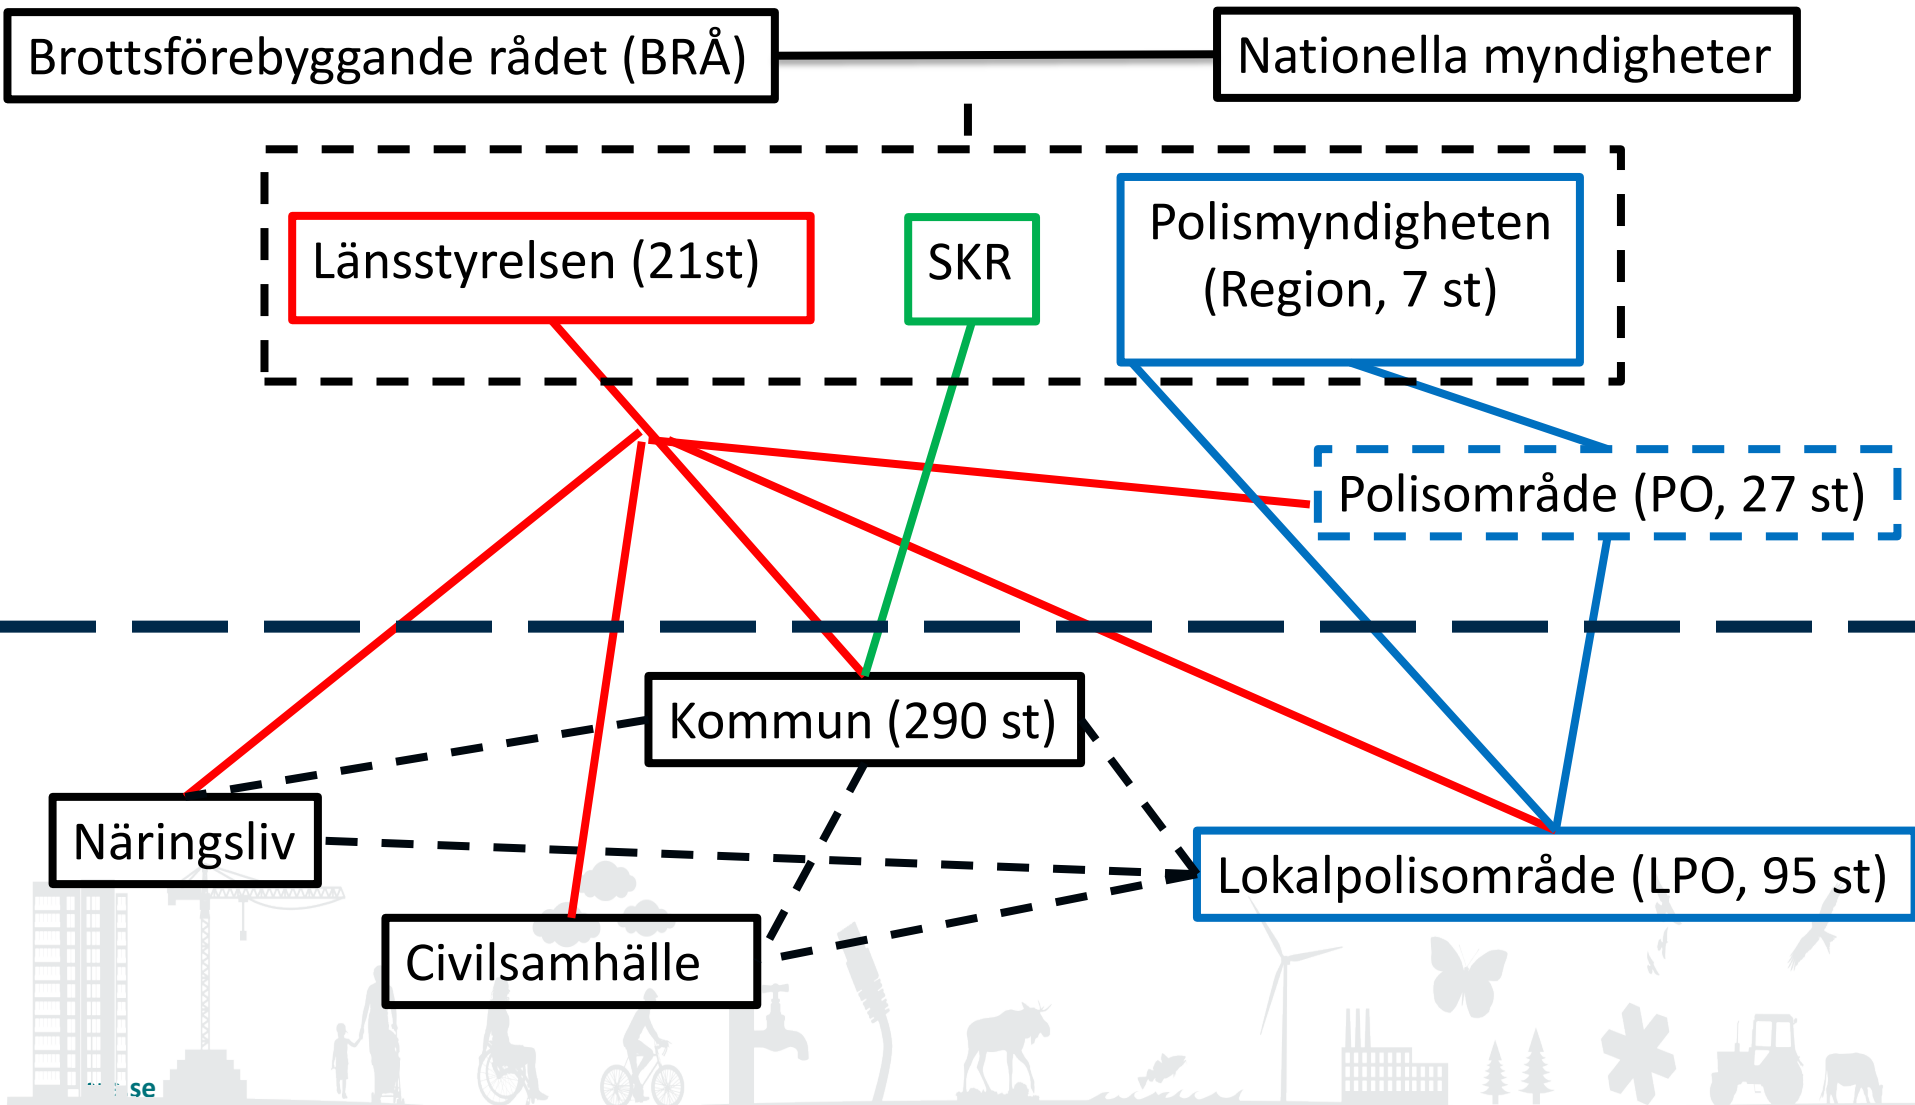 Brottsförebyggande rådet (BRÅ)
Nationella myndigheter
Länsstyrelsen (21st)
SKR
Polismyndigheten
(Region, 7 st)
Polisområde (PO, 27 st)
Kommun (290 st)
Näringsliv
Lokalpolisområde (LPO, 95 st)
Civilsamhälle
se